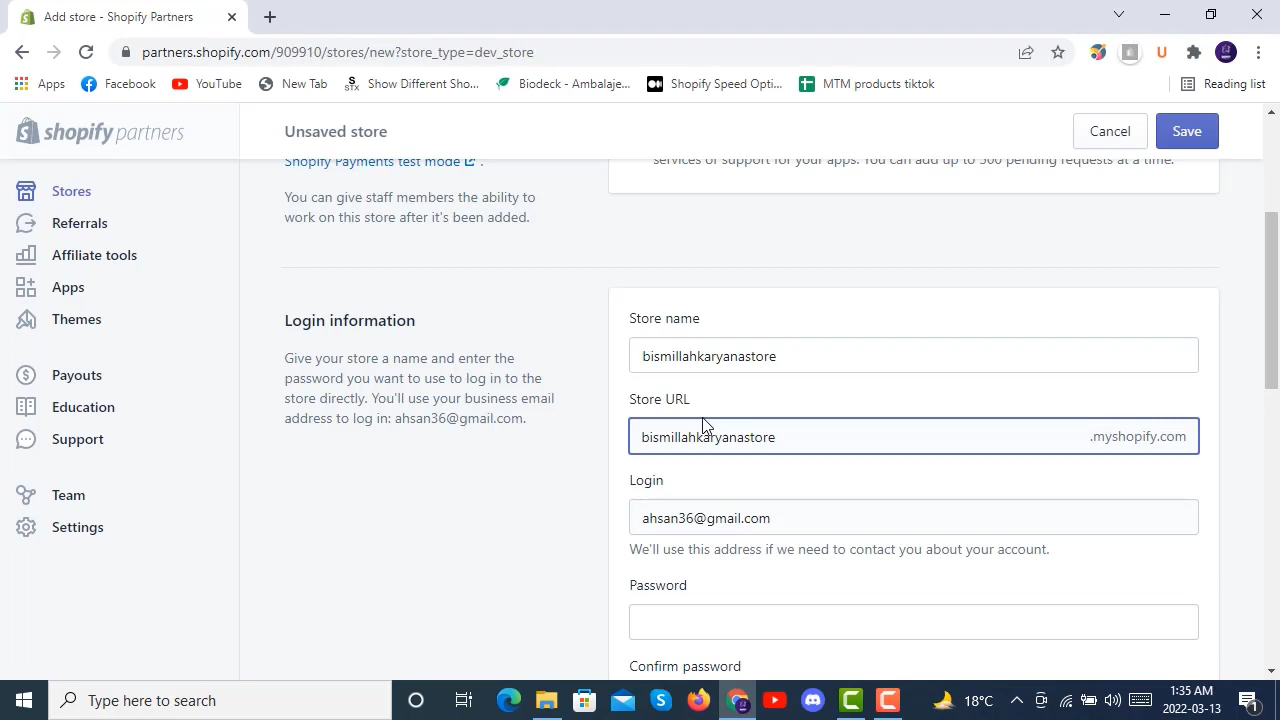 Add store - Shopify Partners
partners.shopify.com/909910/stores/new?store_type=dev_store
Apps
Facebook
YouTube
New Tab
STX
Show Different Sho...
Biodeck - Ambalaje...
Shopify Speed Opti...
MTM products tiktok
Reading list
shopify partners
Unsaved store
Cancel
Save
Shopify Payments test mode .
services or support for your apps. You can add up to 500 pending requests at a time.
Stores
You can give staff members the ability to
work on this store after it's been added.
Referrals
Affiliate tools
Apps
Themes
Payouts
Education
Support
Team
Settings
Login information
Give your store a name and enter the
password you want to use to log in to the
store directly. You'll use your business email
address to log in: ahsan36@gmail.com.
Store name
bismillahkaryanastore
Store URL
bismillahkaryanastore .myshopify.com
Login
ahsan36@gmail.com
We'll use this address if we need to contact you about your account.
Password
Confirm password
Type here to search
18°C
1:35 AM
2022-03-13
1